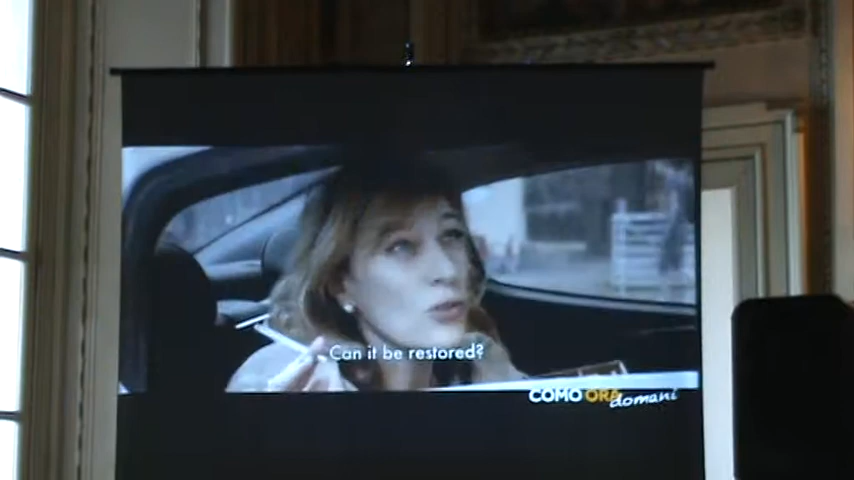 Can it be restored?
COMO ORA
domani